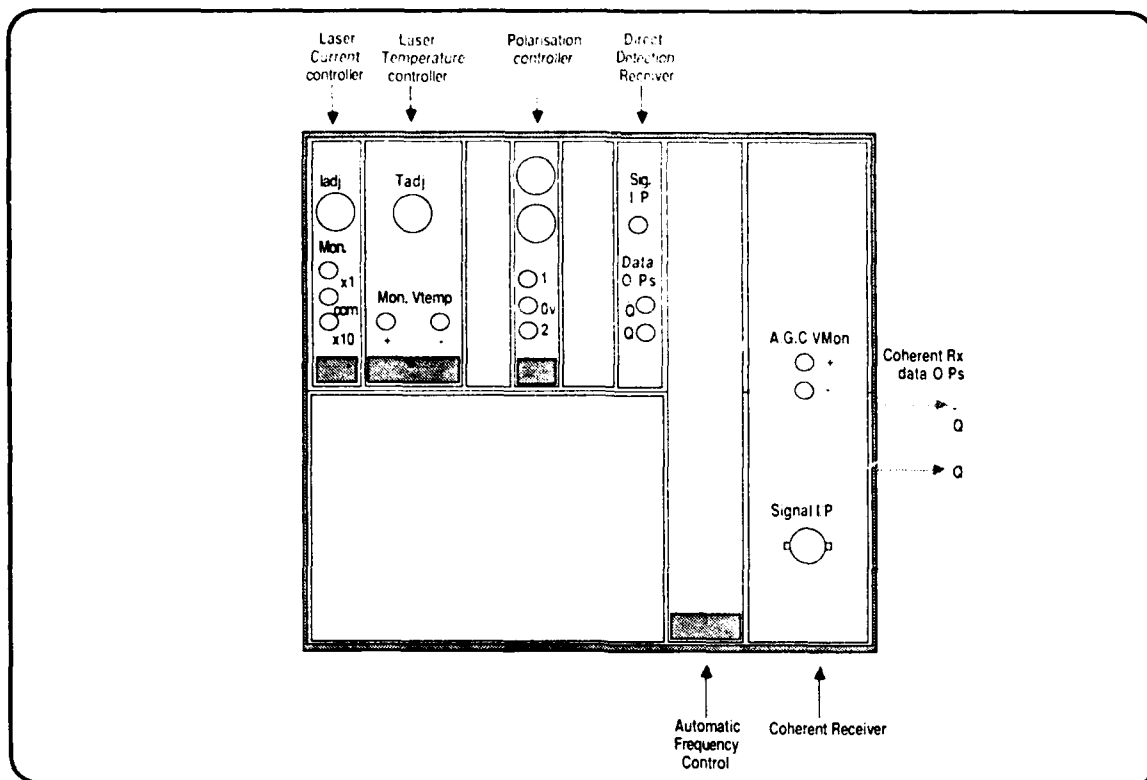 Laser
Current
controller
Laser
Temperature
controller
Polarisation
controller
Direct
Detection
Receiver
Iadj
Mon.
x1
com
x10
Tadj
Mon. Vtemp
+ -
1
0v
2
Sig.
I P
Data
O Ps
Q
Q
A.G.C VMon
+
-
Signal I P
Coherent Rx
data O Ps
-
Q
Q
Automatic
Frequency
Control
Coherent Receiver